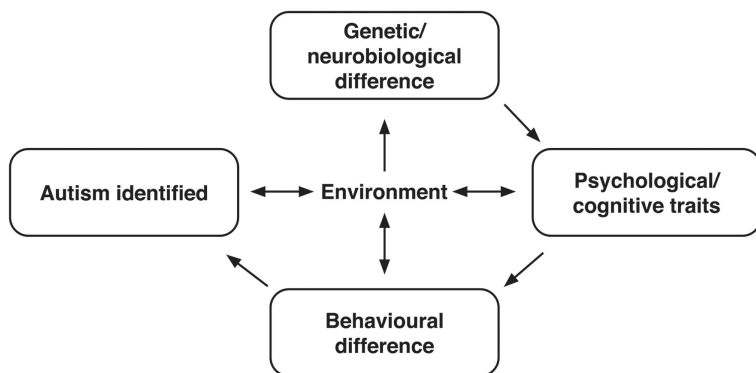 Genetic/
neurobiological
difference
Autism identified
Environment
Psychological/
cognitive traits
Behavioural
difference